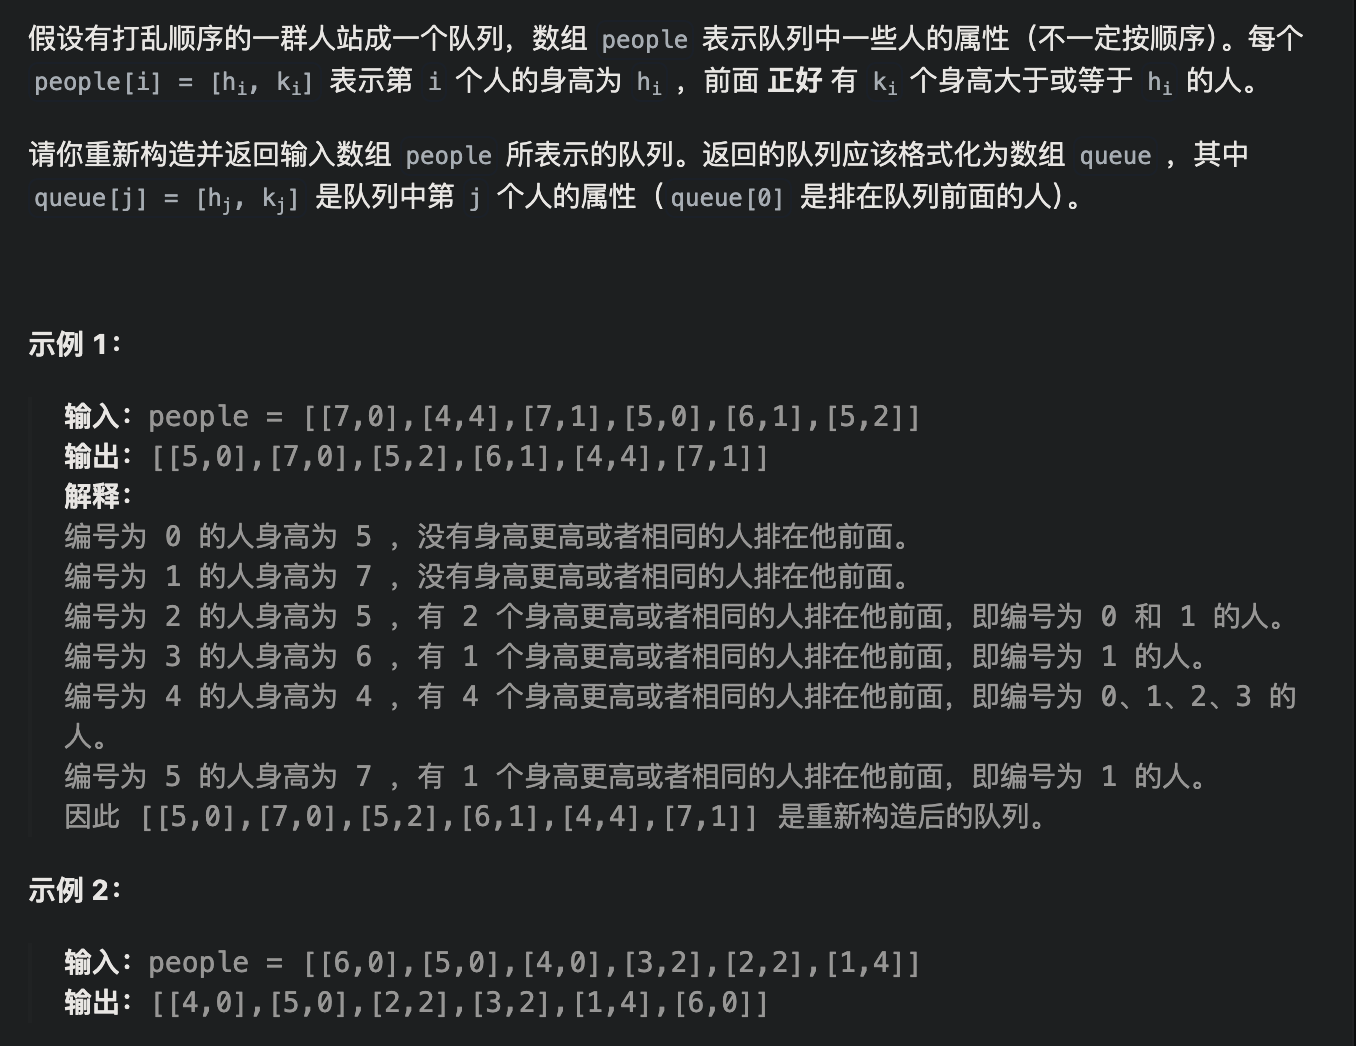 假设有打乱顺序的一群人站成一个队列，数组 people 表示队列中一些人的属性（不一定按顺序）。每个
people[i] = [hi, ki] 表示第 i 个人的身高为 hi ，前面 正好 有 ki 个身高大于或等于 hi 的人。
请你重新构造并返回输入数组 people 所表示的队列。返回的队列应该格式化为数组 queue ，其中
queue[j] = [hj, kj] 是队列中第 j 个人的属性（queue[0] 是排在队列前面的人）。
示例 1：
输入：people = [[7,0],[4,4],[7,1],[5,0],[6,1],[5,2]]
输出：[[5,0],[7,0],[5,2],[6,1],[4,4],[7,1]]
解释：
编号为 0 的人身高为 5 ，没有身高更高或者相同的人排在他前面。
编号为 1 的人身高为 7 ，没有身高更高或者相同的人排在他前面。
编号为 2 的人身高为 5 ，有 2 个身高更高或者相同的人排在他前面，即编号为 0 和 1 的人。
编号为 3 的人身高为 6 ，有 1 个身高更高或者相同的人排在他前面，即编号为 1 的人。
编号为 4 的人身高为 4 ，有 4 个身高更高或者相同的人排在他前面，即编号为 0、1、2、3 的
人。
编号为 5 的人身高为 7 ，有 1 个身高更高或者相同的人排在他前面，即编号为 1 的人。
因此 [[5,0],[7,0],[5,2],[6,1],[4,4],[7,1]] 是重新构造后的队列。
示例 2：
输入：people = [[6,0],[5,0],[4,0],[3,2],[2,2],[1,4]]
输出：[[4,0],[5,0],[2,2],[3,2],[1,4],[6,0]]